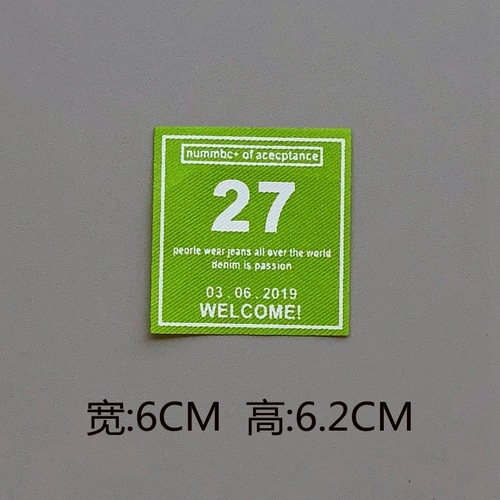 nummbc+ of acecptance
27
peorle wear jeans all over the world
denim is passion
03.06.2019
WELCOME!
宽:6CM 高:6.2CM